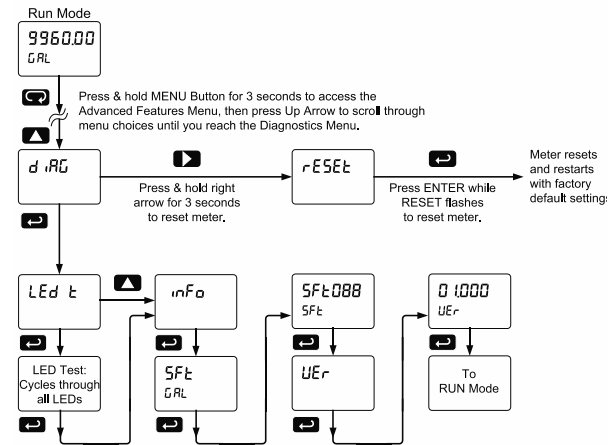 Run Mode
9960.00
GAL
Press & hold MENU Button for 3 seconds to access the
Advanced Features Menu, then press Up Arrow to scroll through
menu choices until you reach the Diagnostics Menu.
diAG
Press & hold right
arrow for 3 seconds
to reset meter.
rESEt
Press ENTER while
RESET flashes
to reset meter.
Meter resets
and restarts
with factory
default settings
LEd t
inFo
SFt088
SFt
01.000
VEr
LED Test:
Cycles through
all LEDs
SFt
GAL
VEr
To
RUN Mode